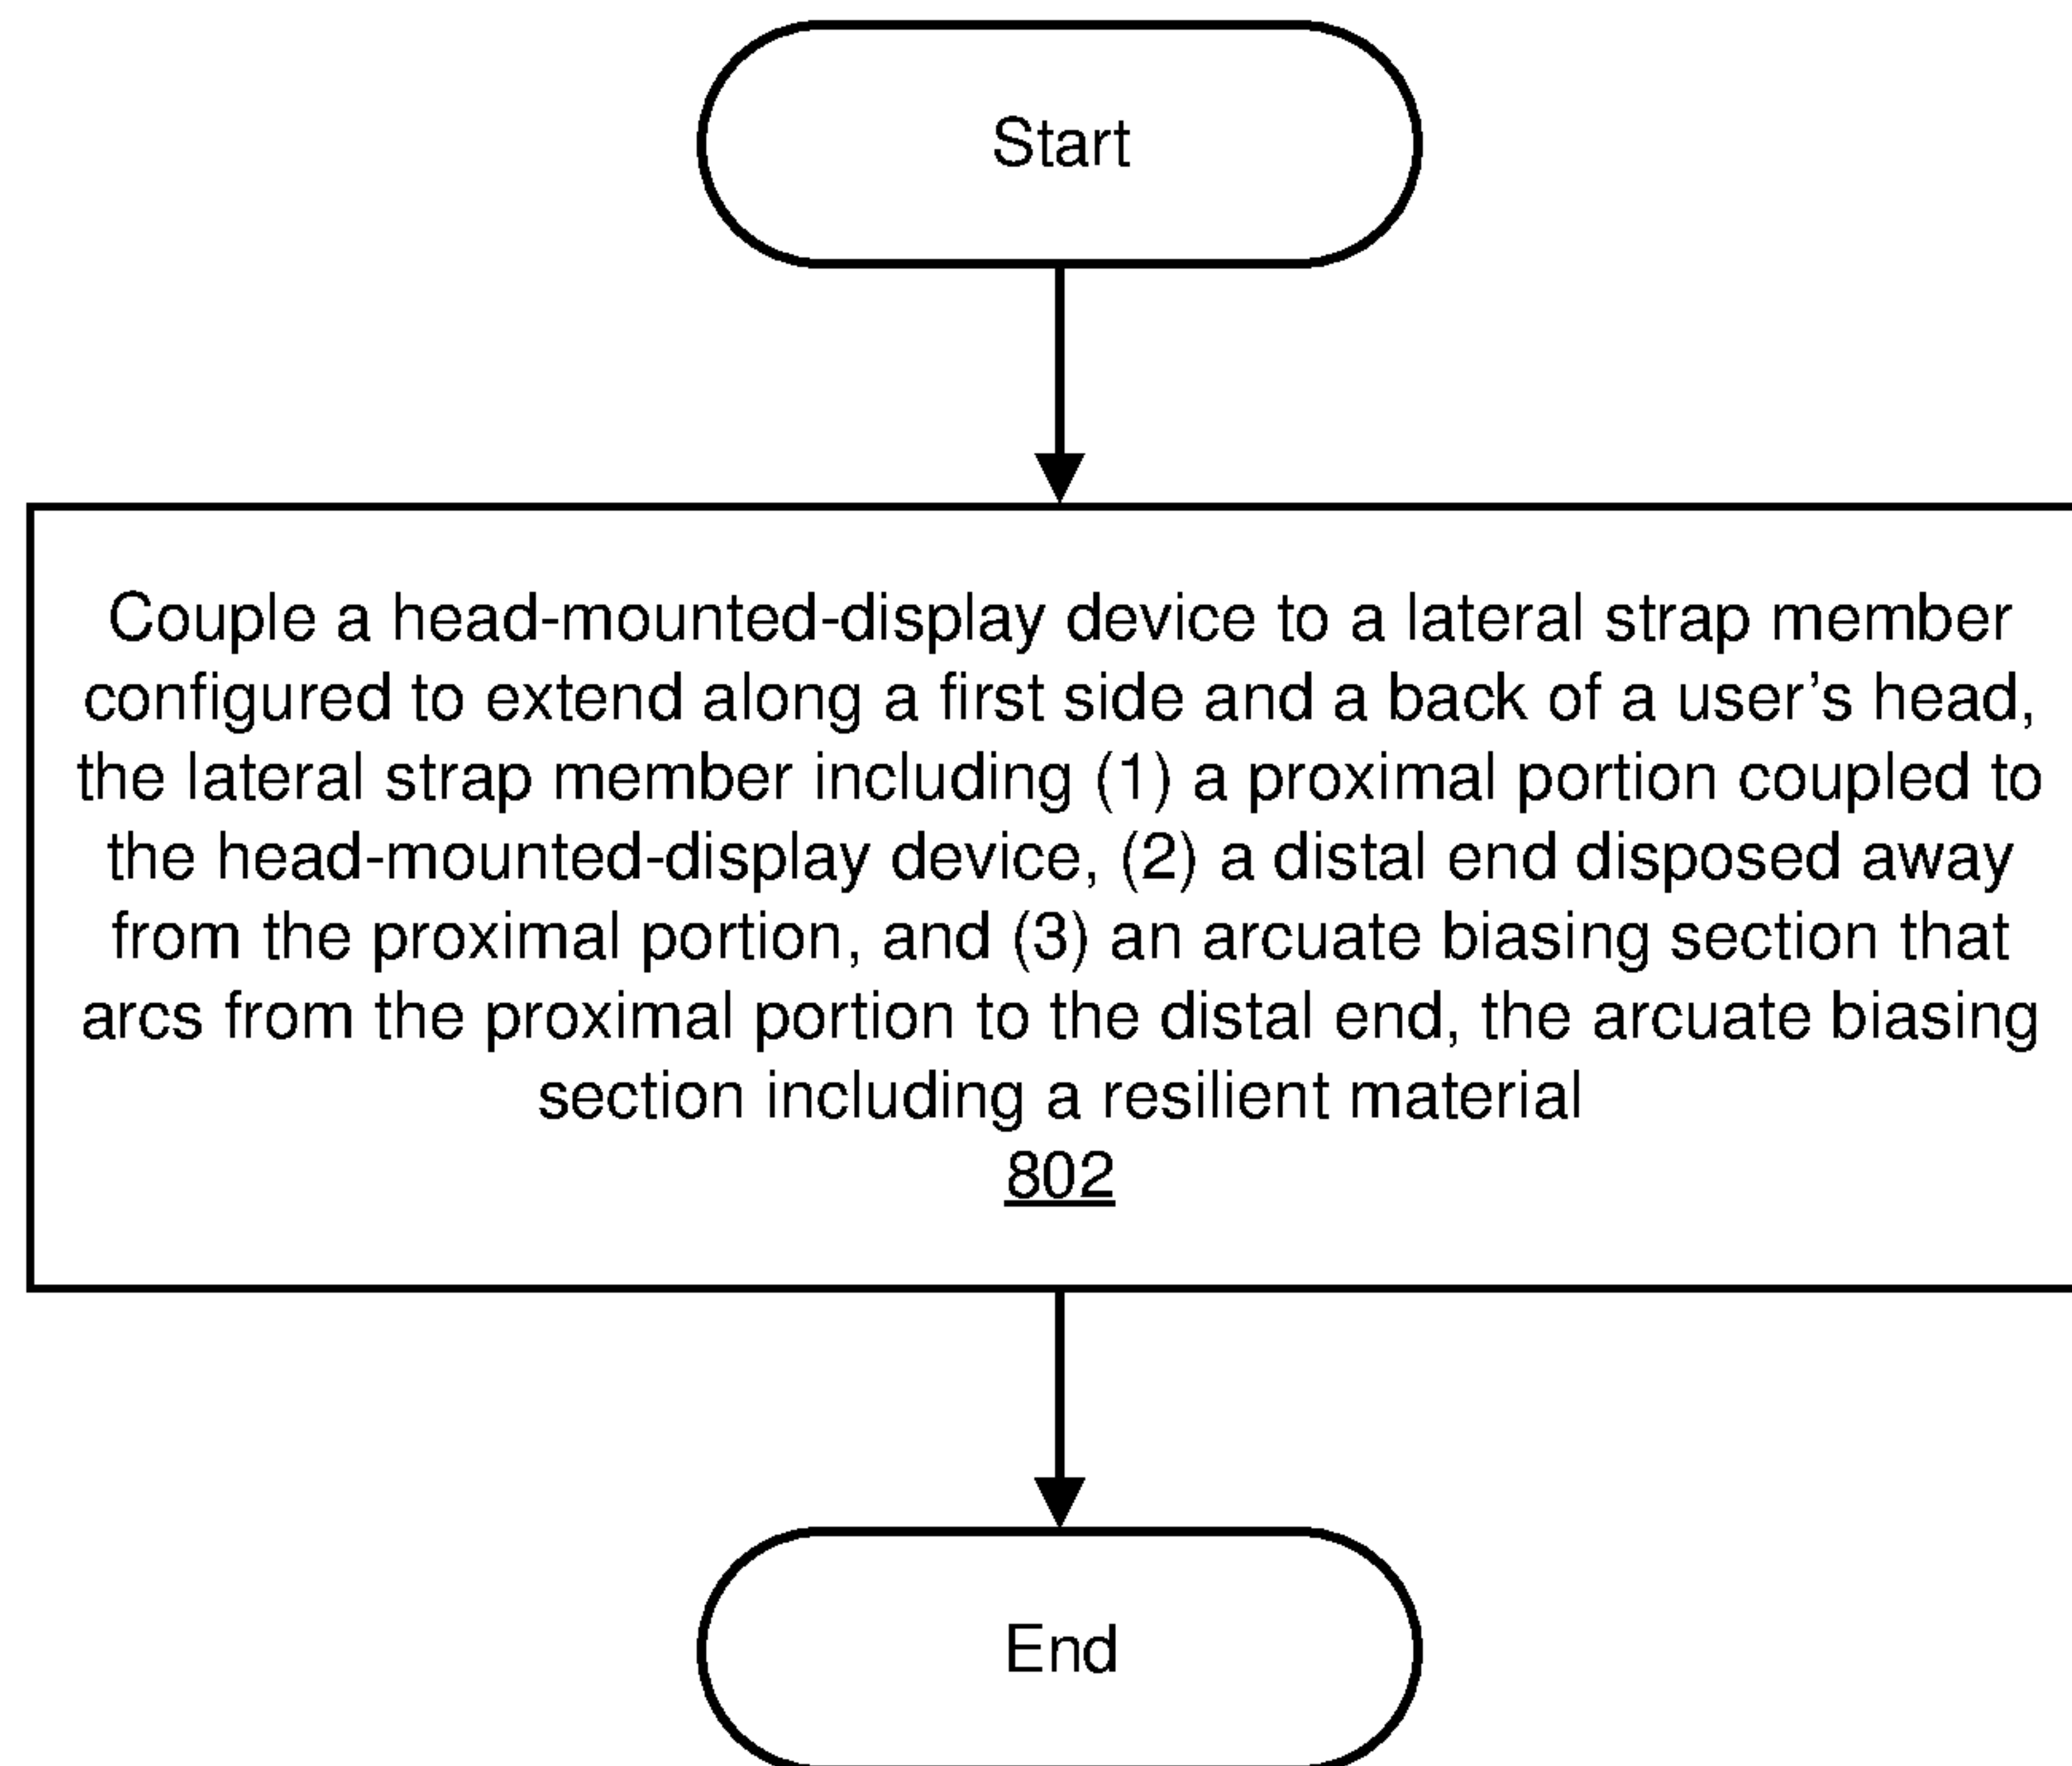 Start
Couple a head-mounted-display device to a lateral strap member
configured to extend along a first side and a back of a user’s head,
the lateral strap member including (1) a proximal portion coupled to
the head-mounted-display device, (2) a distal end disposed away
from the proximal portion, and (3) an arcuate biasing section that
arcs from the proximal portion to the distal end, the arcuate biasing
section including a resilient material
802
End